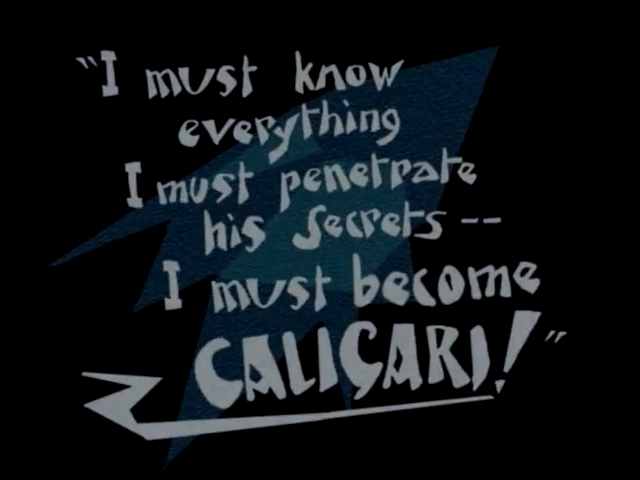 "I must know
everything
I must penetrate
his secrets--
I must become
CALIGARI!"